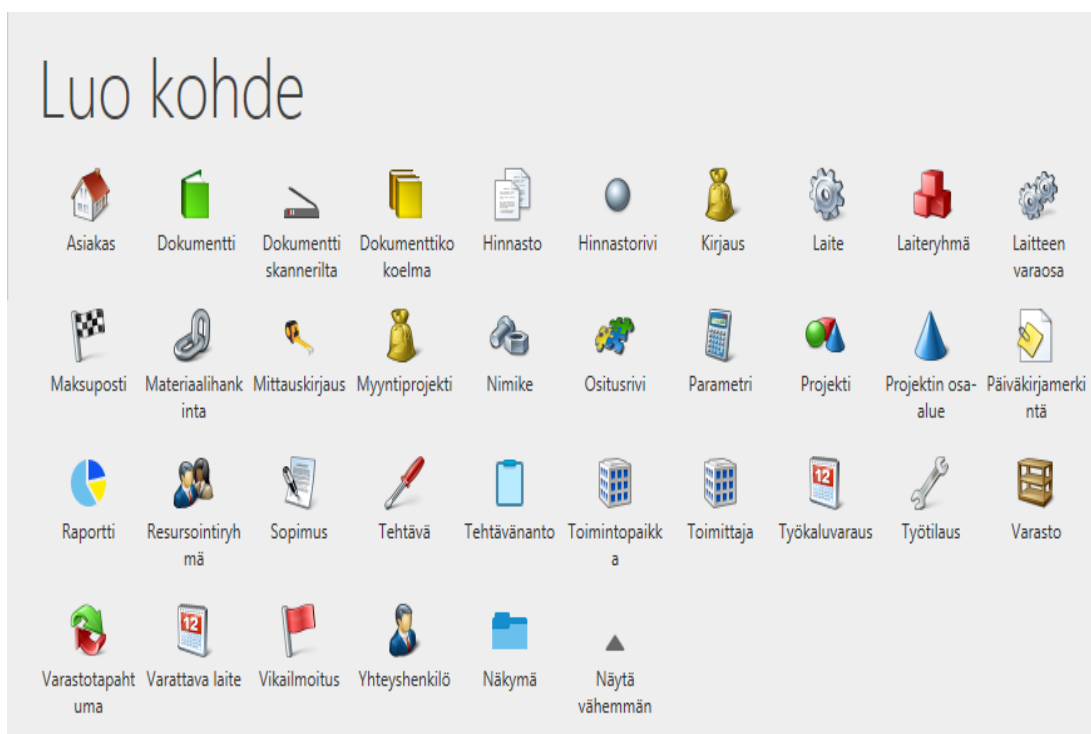 Luo kohde
Asiakas
Dokumentti
Dokumentti
skannerilta
Dokumenttiko
koelma
Hinnasto
Hinnastorivi
Kirjaus
Laite
Laiteryhmä
Laitteen
varaosa
Maksuposti
Materiaalihank
inta
Mittauskirjaus
Myyntiprojekti
Nimike
Ositusrivi
Parametri
Projekti
Projektin osa-
alue
Päiväkirjamerki
ntä
Raportti
Resursointiryh
mä
Sopimus
Tehtävä
Tehtävänanto
Toimintopaikk
a
Toimittaja
12
Työkaluvaraus
Työtilaus
Varasto
Varastotapaht
uma
12
Varattava laite
Vikailmoitus
Yhteyshenkilö
Näkymä
Näytä
vähemmän